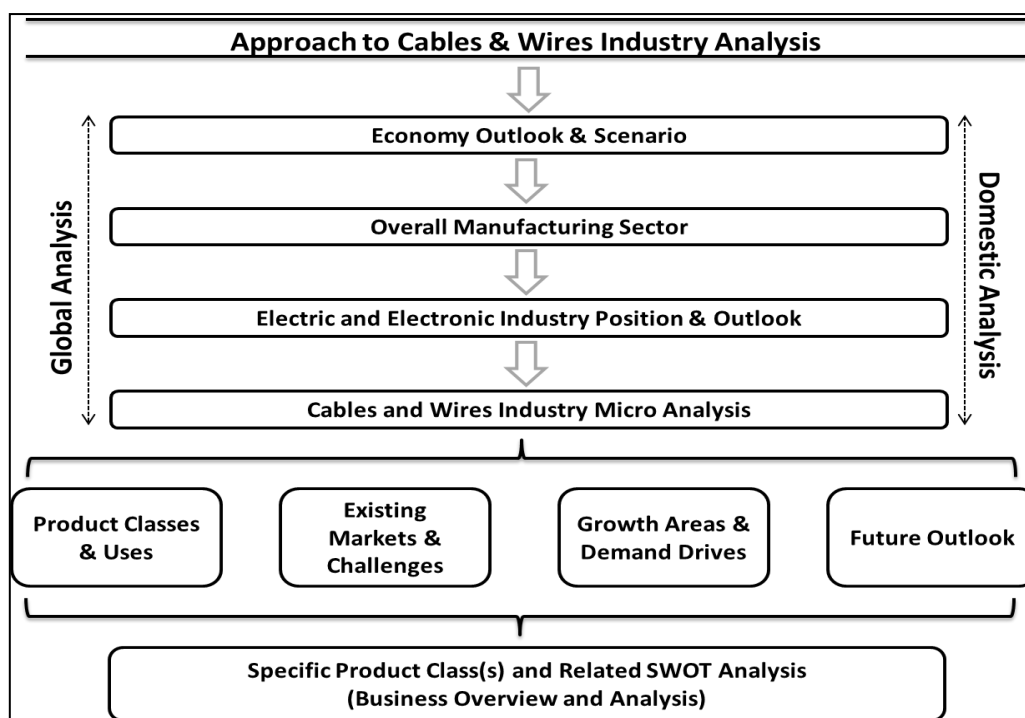 Approach to Cables & Wires Industry Analysis
Economy Outlook & Scenario
Overall Manufacturing Sector
Electric and Electronic Industry Position & Outlook
Cables and Wires Industry Micro Analysis
Global Analysis
Domestic Analysis
Product Classes
& Uses
Existing
Markets &
Challenges
Growth Areas &
Demand Drives
Future Outlook
Specific Product Class(s) and Related SWOT Analysis
(Business Overview and Analysis)